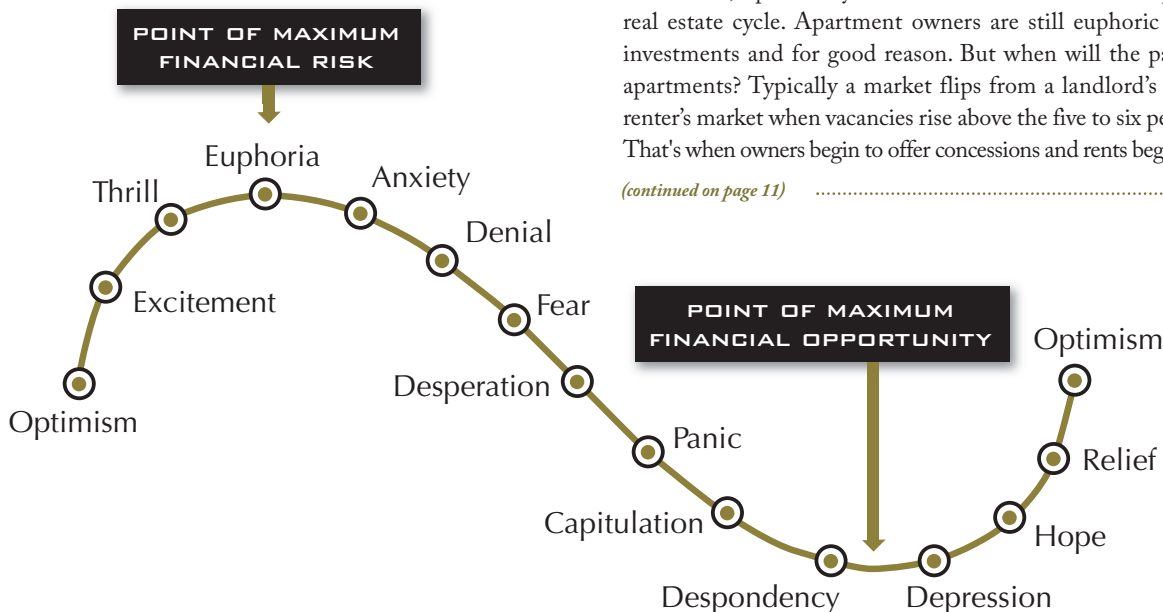 real estate cycle. Apartment owners are still euphoric
investments and for good reason. But when will the
apartments? Typically a market flips from a landlord's
renter's market when vacancies rise above the five to six
That's when owners begin to offer concessions and rents
(continued on page 11)
POINT OF MAXIMUM
FINANCIAL RISK
Euphoria
Thrill
Anxiety
Denial
Excitement
Fear
Optimism
Desperation
Panic
Capitulation
Despondency
POINT OF MAXIMUM
FINANCIAL OPPORTUNITY
Depression
Hope
Relief
Optimism